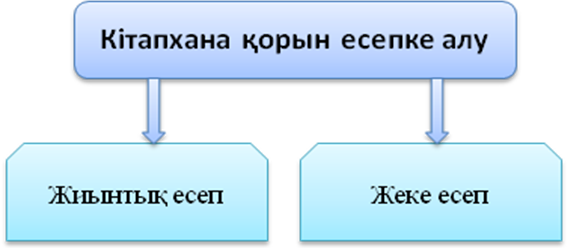 Кітапхана қорын есепке алу
Жиынтық есеп
Жеке есеп